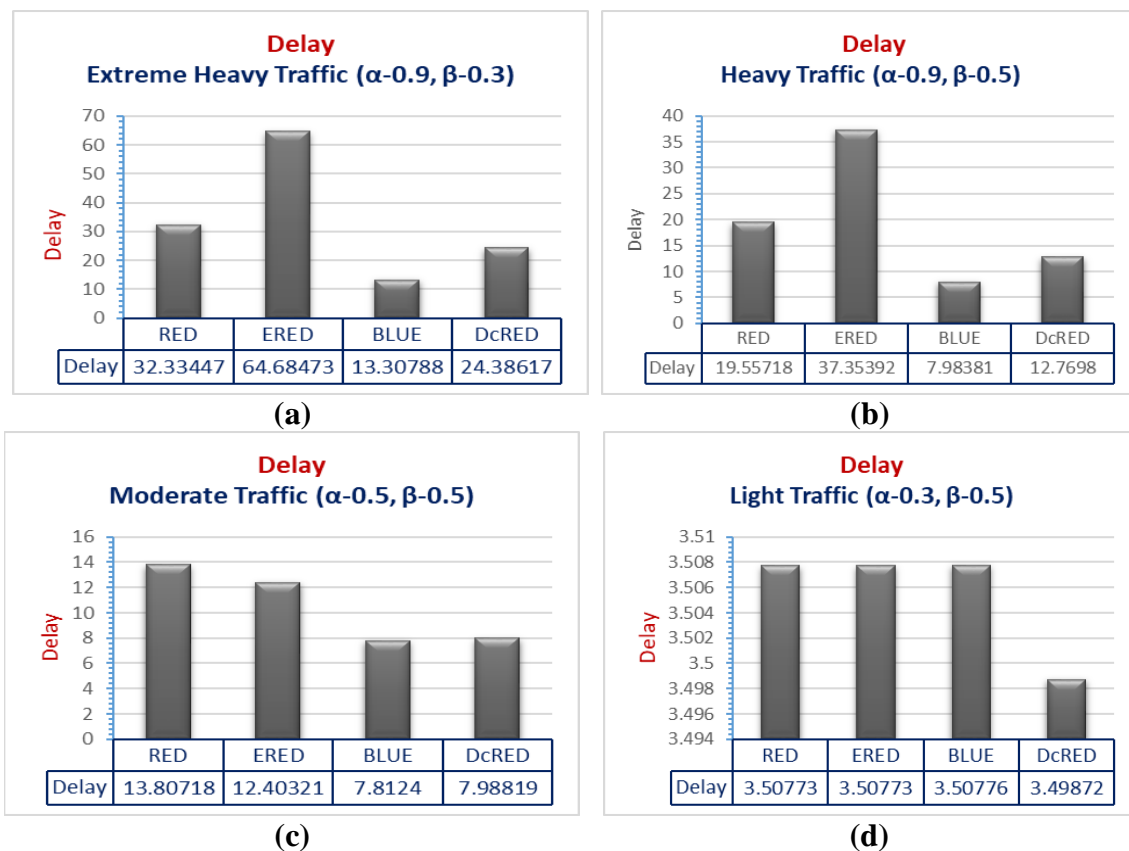 Delay
Extreme Heavy Traffic (α-0.9, β-0.3)
70
60
50
40
30
20
10
0
Delay
RED ERED BLUE DcRED
Delay 32.33447 64.68473 13.30788 24.38617
(a)
Delay
Heavy Traffic (α-0.9, β-0.5)
40
35
30
25
20
15
10
5
0
Delay
RED ERED BLUE DcRED
Delay 19.55718 37.35392 7.98381 12.7698
(b)
Delay
Moderate Traffic (α-0.5, β-0.5)
16
14
12
10
8
6
4
2
0
Delay
RED ERED BLUE DcRED
Delay 13.80718 12.40321 7.8124 7.98819
(c)
Delay
Light Traffic (α-0.3, β-0.5)
3.51
3.508
3.506
3.504
3.502
3.5
3.498
3.496
3.494
Delay
RED ERED BLUE DcRED
Delay 3.50773 3.50773 3.50776 3.49872
(d)